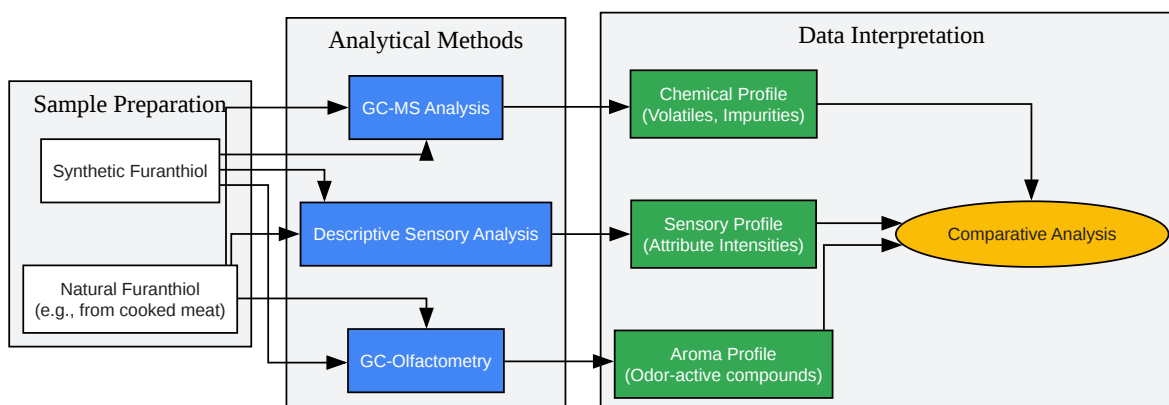 Sample Preparation
Synthetic Furanthiol
Natural Furanthiol
(e.g., from cooked meat)
Analytical Methods
GC-MS Analysis
Descriptive Sensory Analysis
GC-Olfactometry
Data Interpretation
Chemical Profile
(Volatiles, Impurities)
Sensory Profile
(Attribute Intensities)
Aroma Profile
(Odor-active compounds)
Comparative Analysis